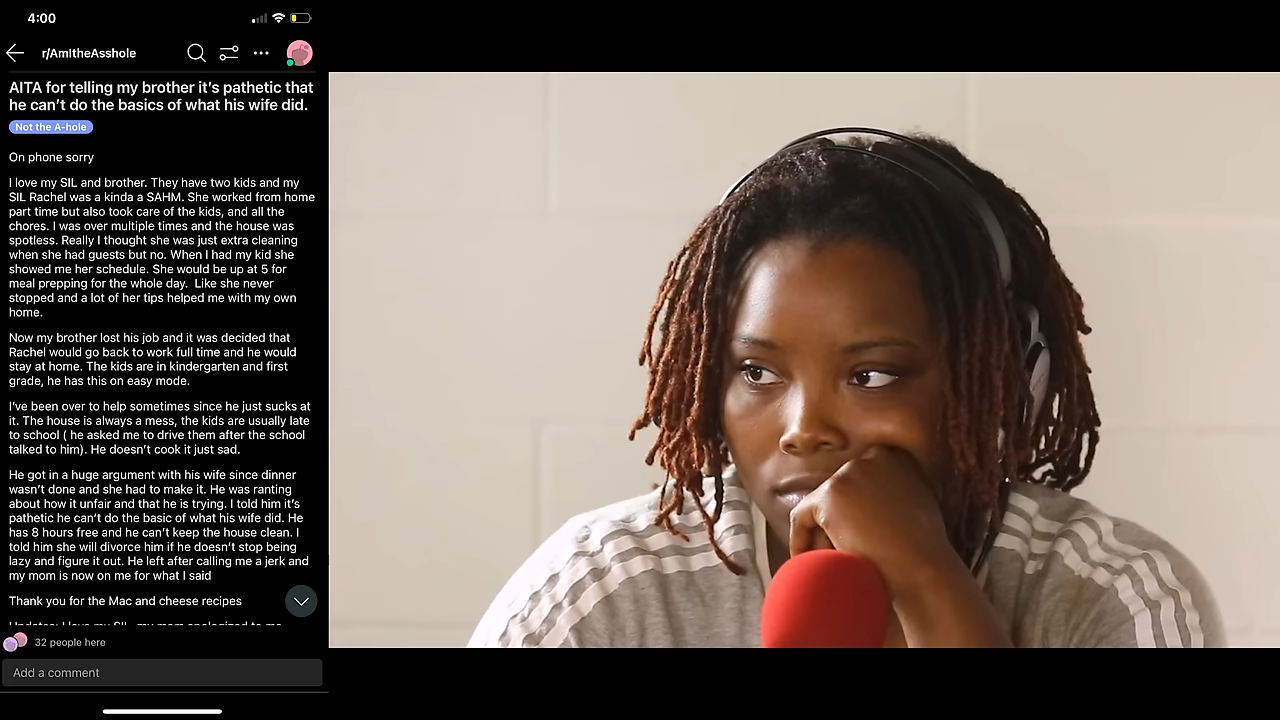 4:00
r/AmItheAsshole
AITA for telling my brother it's pathetic that
he can't do the basics of what his wife did.
Not the A-hole
On phone sorry
I love my SIL and brother. They have two kids and my
SIL Rachel was a kinda a SAHM. She worked from home
part time but also took care of the kids, and all the
chores. I was over multiple times and the house was
spotless. Really I thought she was just extra cleaning
when she had guests but no. When I had my kid she
showed me her schedule. She would be up at 5 for
meal prepping for the whole day.  Like she never
stopped and a lot of her tips helped me with my own
home.
Now my brother lost his job and it was decided that
Rachel would go back to work full time and he would
stay at home. The kids are in kindergarten and first
grade, he has this on easy mode.
I've been over to help sometimes since he just sucks at
it. The house is always a mess, the kids are usually late
to school ( he asked me to drive them after the school
talked to him). He doesn't cook it just sad.
He got in a huge argument with his wife since dinner
wasn't done and she had to make it. He was ranting
about how it unfair and that he is trying. I told him it's
pathetic he can't do the basic of what his wife did. He
has 8 hours free and he can't keep the house clean. I
told him she will divorce him if he doesn't stop being
lazy and figure it out. He left after calling me a jerk and
my mom is now on me for what I said
Thank you for the Mac and cheese recipes
32 people here
Add a comment